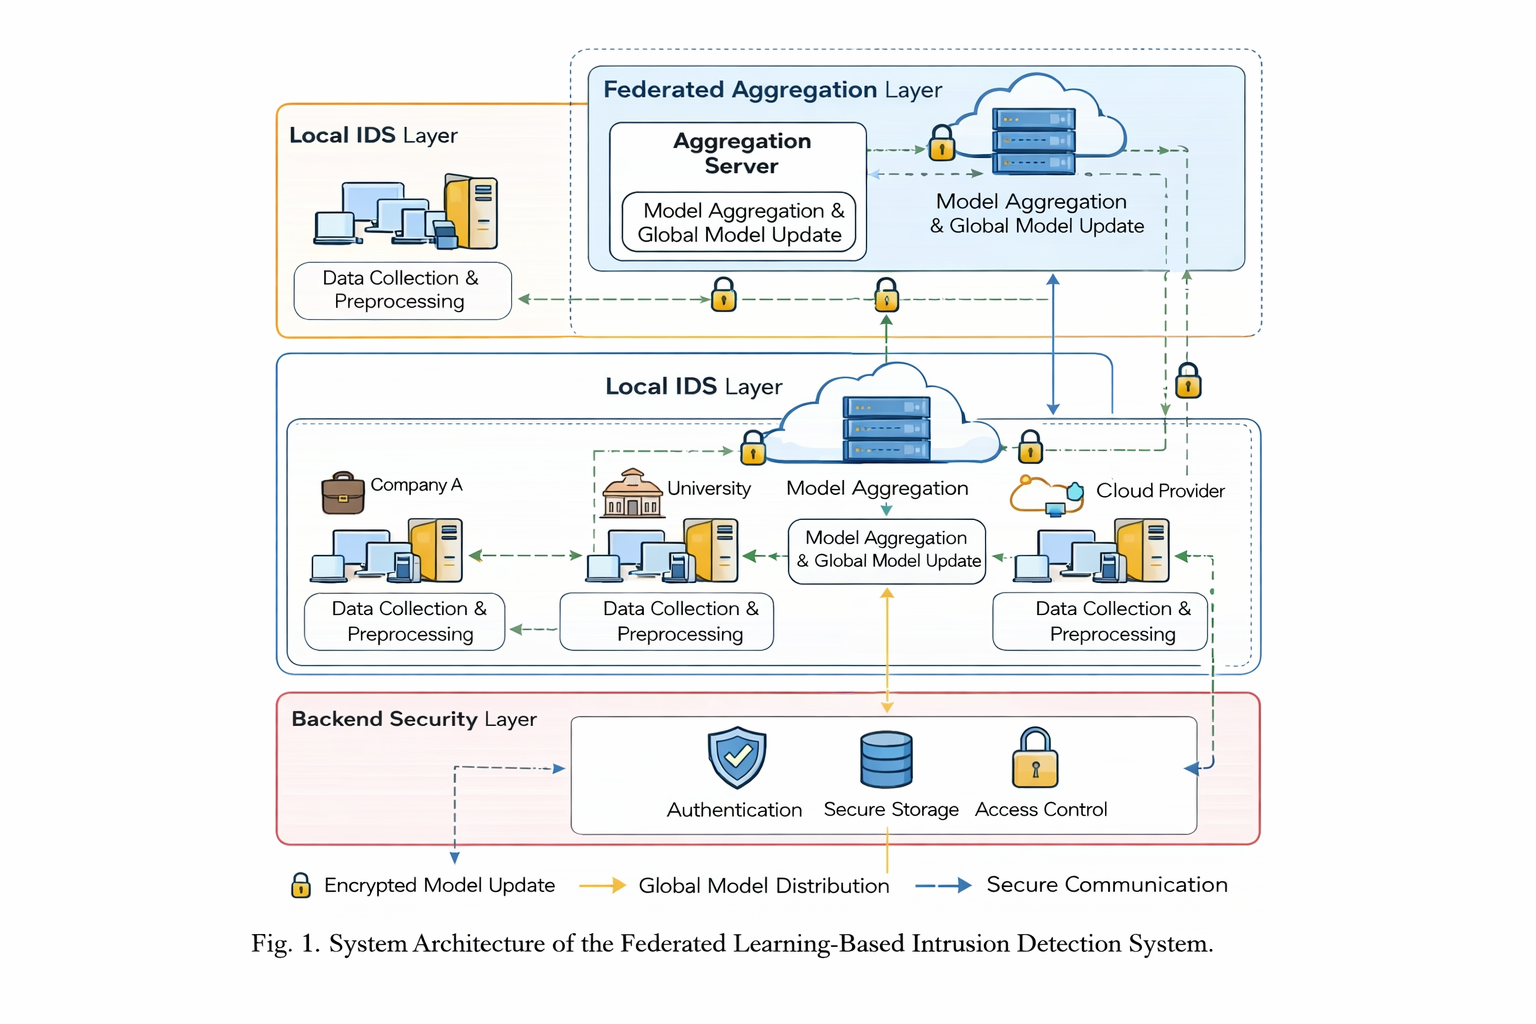 Federated Aggregation Layer
Local IDS Layer
Aggregation
Server
Model Aggregation &
Global Model Update
Model Aggregation
& Global Model Update
Data Collection &
Preprocessing
Local IDS Layer
Company A
University
Model Aggregation
Cloud Provider
Model Aggregation
& Global Model Update
Data Collection &
Preprocessing
Data Collection &
Preprocessing
Data Collection &
Preprocessing
Backend Security Layer
Authentication
Secure Storage
Access Control
Encrypted Model Update
Global Model Distribution
Secure Communication
Fig. 1. System Architecture of the Federated Learning-Based Intrusion Detection System.